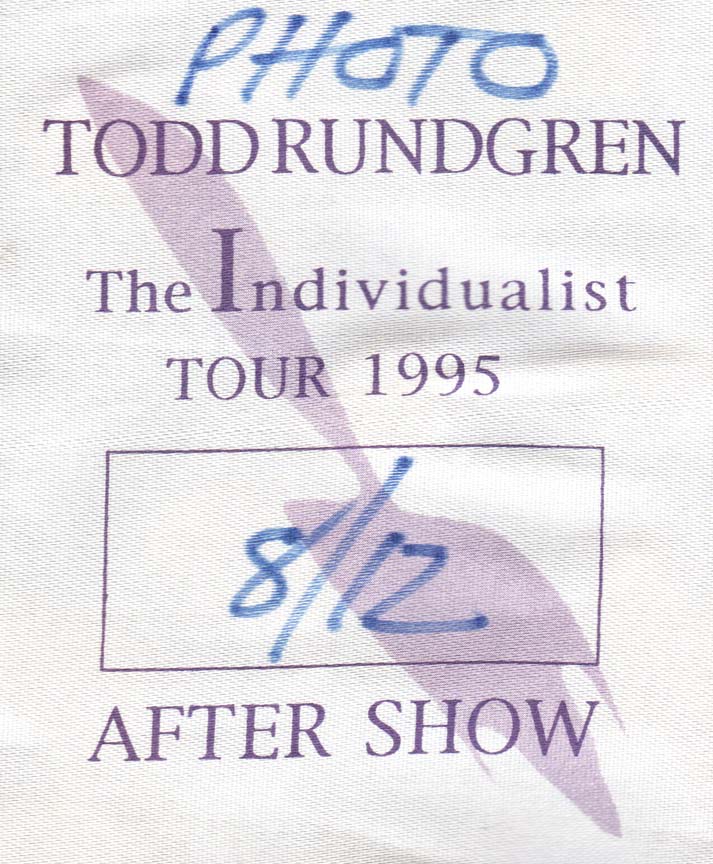 PHOTO
TODD RUNDGREN
The Individualist
TOUR 1995
8/12
AFTER SHOW